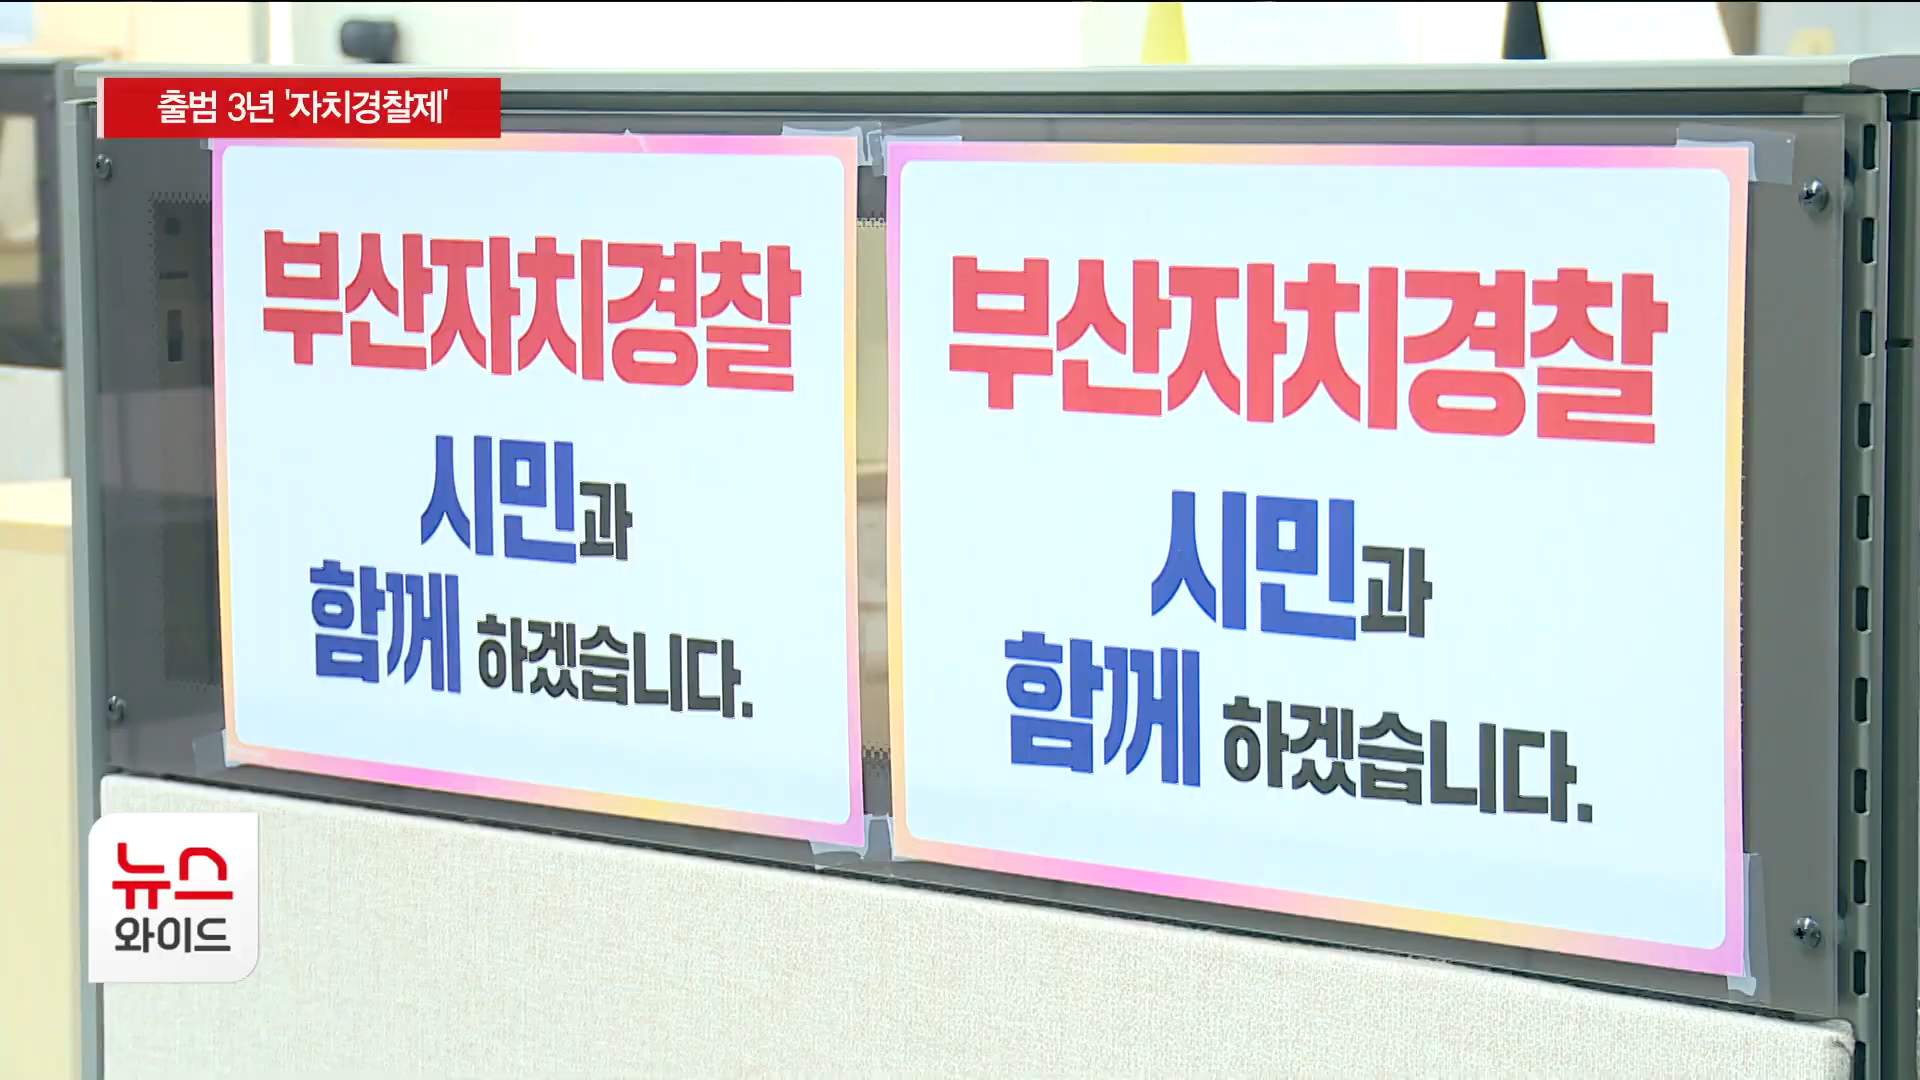 출범 3년 '자치경찰제'
부산자치경찰
시민과
함께 하겠습니다.
부산자치경찰
시민과
함께 하겠습니다.
뉴스
와이드